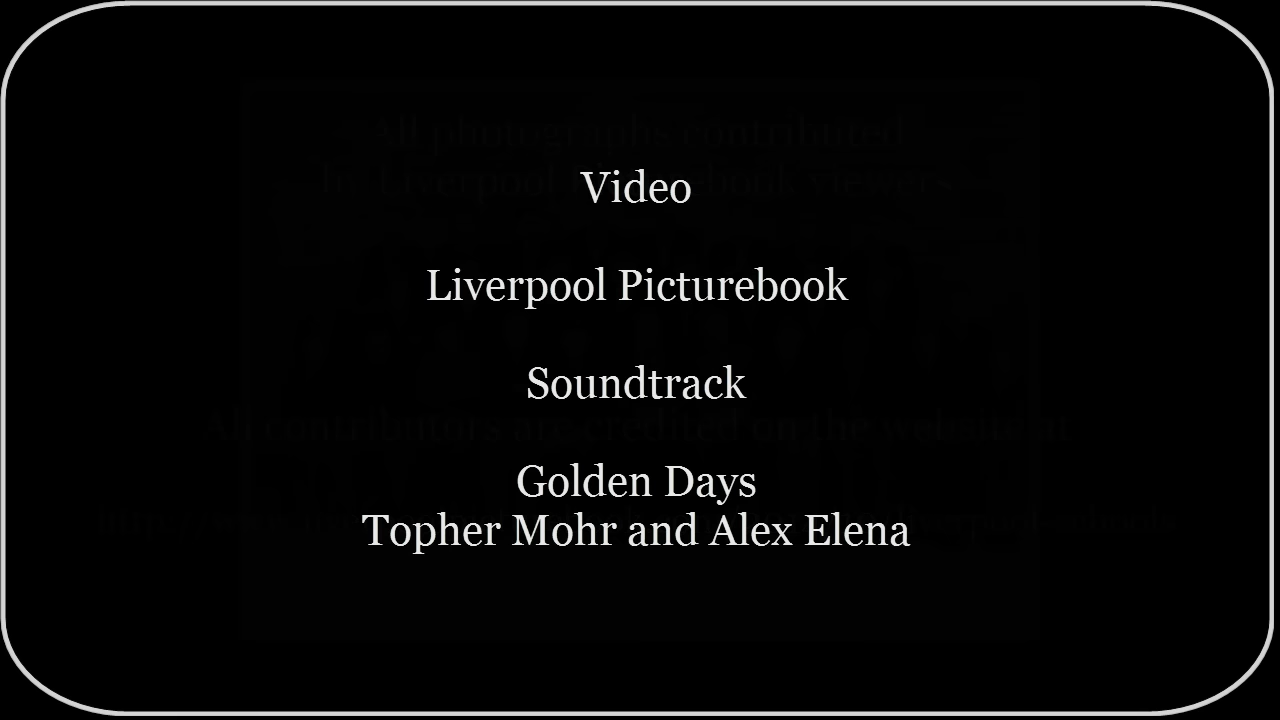 Video
Liverpool Picturebook
Soundtrack
Golden Days
Topher Mohr and Alex Elena